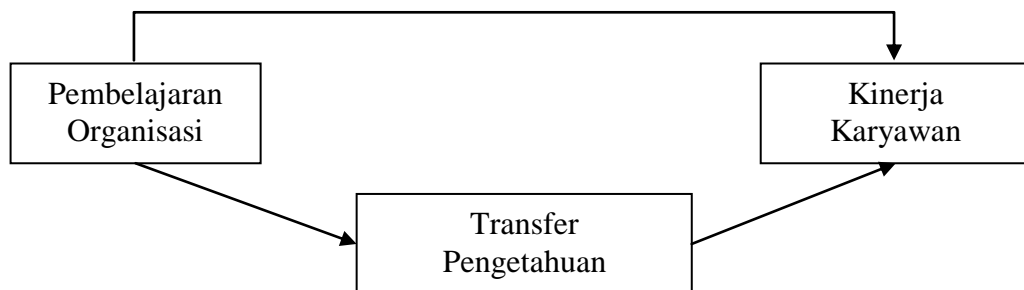 Pembelajaran
Organisasi
Kinerja
Karyawan
Transfer
Pengetahuan